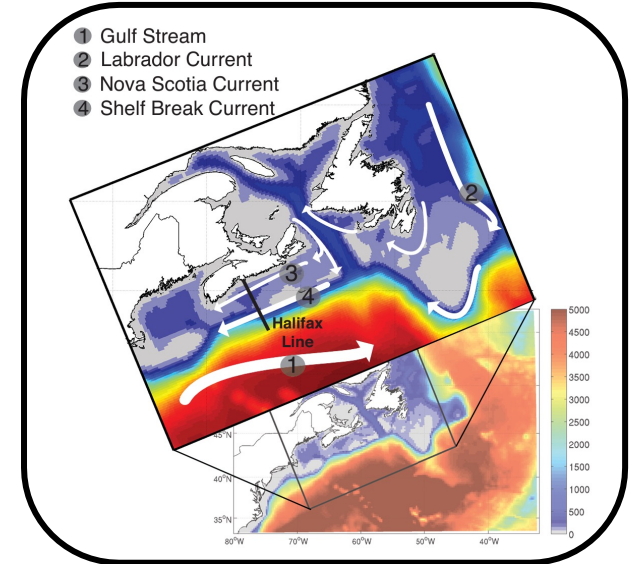 1 Gulf Stream
2 Labrador Current
3 Nova Scotia Current
4 Shelf Break Current
2
3
4
Halifax
Line
1
5000
4500
4000
3500
3000
2500
2000
1500
1000
500
0
45°N
40°N
35°N
80°W 70°W 60°W 50°W 40°W